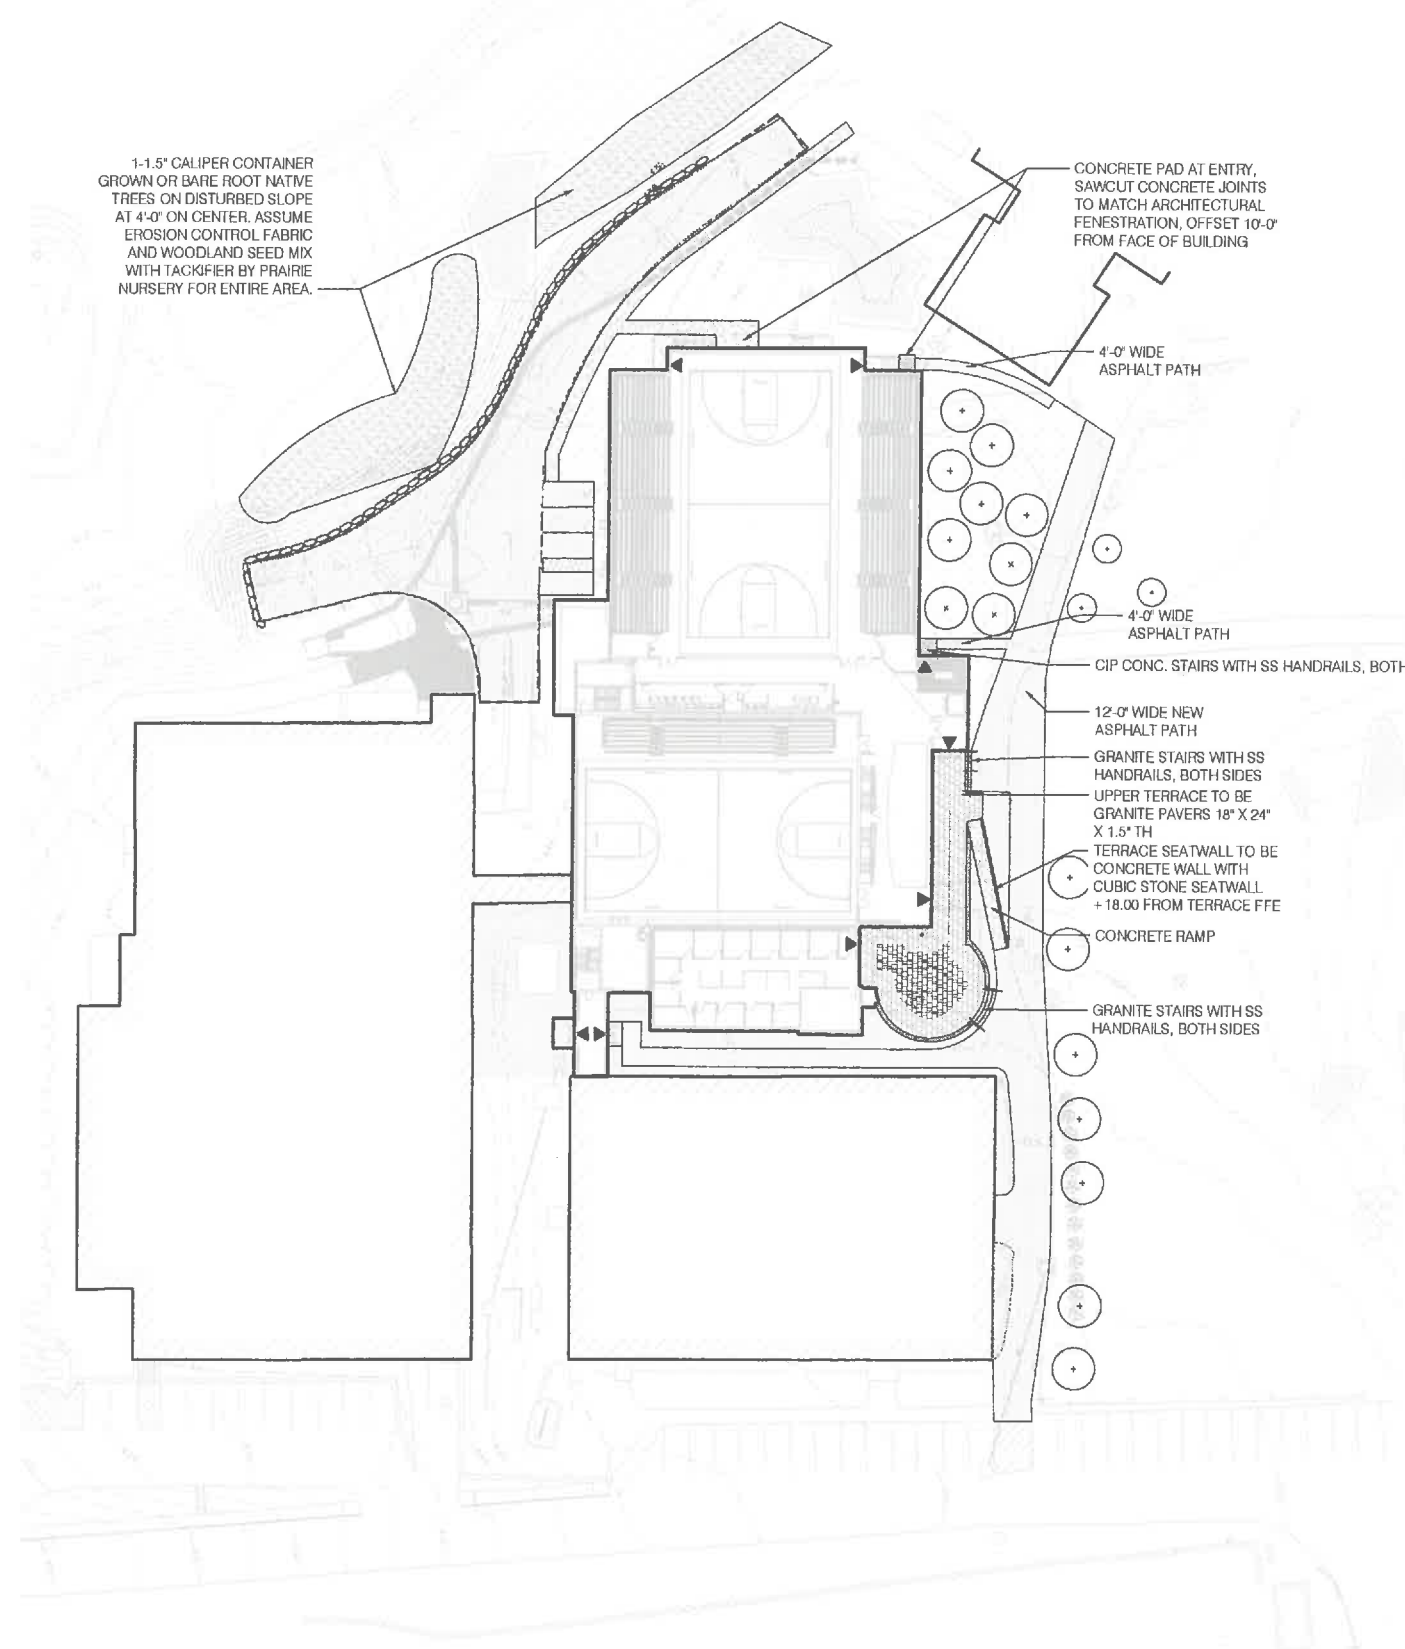 1-1.5" CALIPER CONTAINER
GROWN OR BARE ROOT NATIVE
TREES ON DISTURBED SLOPE
AT 4'-0" ON CENTER. ASSUME
EROSION CONTROL FABRIC
AND WOODLAND SEED MIX
WITH TACKIFIER BY PRAIRIE
NURSERY FOR ENTIRE AREA.
CONCRETE PAD AT ENTRY,
SAWCUT CONCRETE JOINTS
TO MATCH ARCHITECTURAL
FENESTRATION, OFFSET 10'-0"
FROM FACE OF BUILDING
4'-0" WIDE
ASPHALT PATH
4'-0" WIDE
ASPHALT PATH
CIP CONC. STAIRS WITH SS HANDRAILS, BOTH
12'-0" WIDE NEW
ASPHALT PATH
GRANITE STAIRS WITH SS
HANDRAILS, BOTH SIDES
UPPER TERRACE TO BE
GRANITE PAVERS 18" X 24"
X 1.5" TH
TERRACE SEATWALL TO BE
CONCRETE WALL WITH
CUBIC STONE SEATWALL
+18.00 FROM TERRACE FFE
CONCRETE RAMP
GRANITE STAIRS WITH SS
HANDRAILS, BOTH SIDES